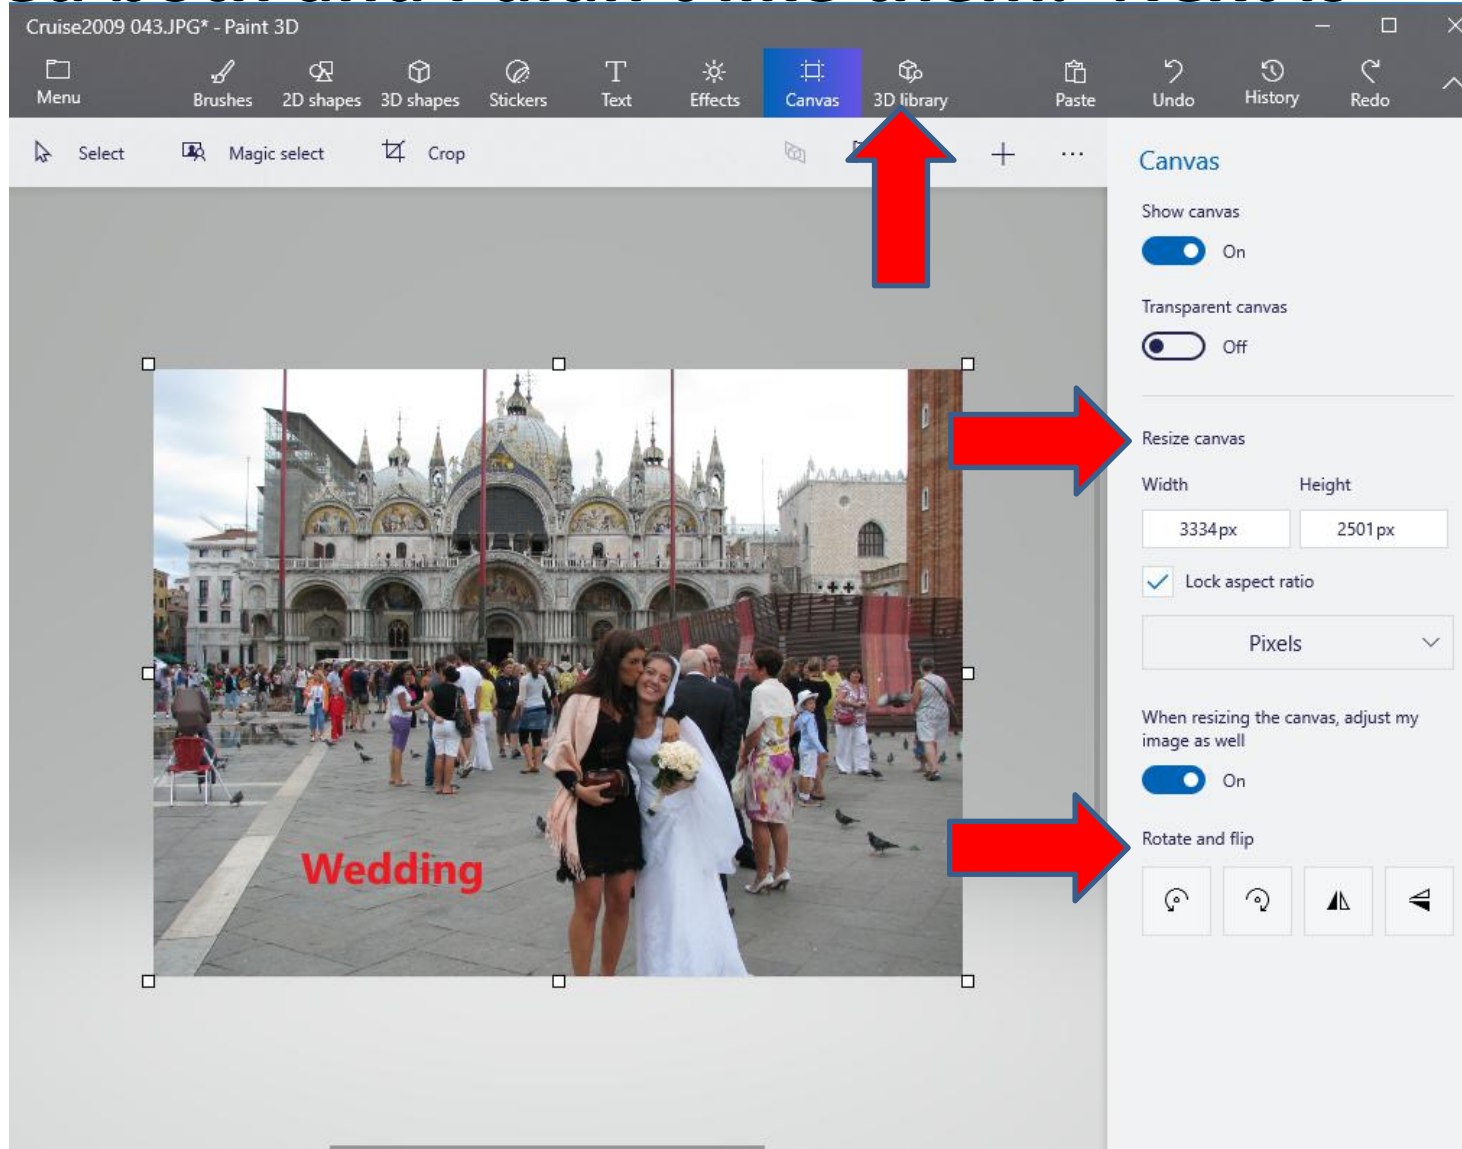 Cruise2009 043.JPG* - Paint 3D
Menu Brushes 2D shapes 3D shapes Stickers Text Effects Canvas 3D library Paste Undo History Redo
Select Magic select Crop
Canvas
Show canvas
On
Transparent canvas
Off
Resize canvas
Width Height
3334px 2501px
Lock aspect ratio
Pixels
When resizing the canvas, adjust my
image as well
On
Rotate and flip
Wedding